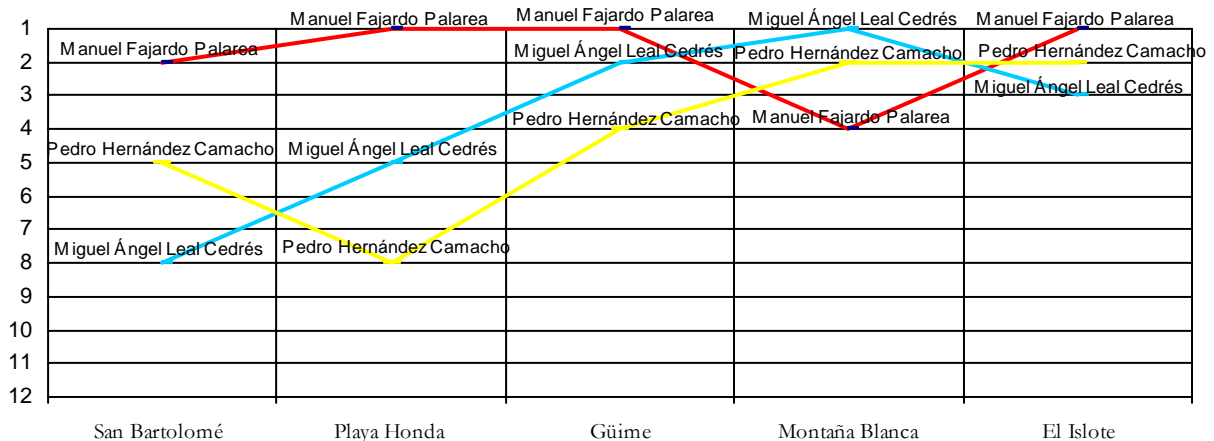 1
2
3
4
5
6
7
8
9
10
11
12
Manuel Fajardo Palarea
Manuel Fajardo Palarea
Manuel Fajardo Palarea
Miguel Ángel Leal Cedrés
Manuel Fajardo Palarea
Miguel Ángel Leal Cedrés
Pedro Hernández Camacho
Pedro Hernández Camacho
Miguel Ángel Leal Cedrés
Pedro Hernández Camacho
Manuel Fajardo Palarea
Pedro Hernández Camacho
Miguel Ángel Leal Cedrés
Miguel Ángel Leal Cedrés
Pedro Hernández Camacho
San Bartolomé
Playa Honda
Güime
Montaña Blanca
El Islote